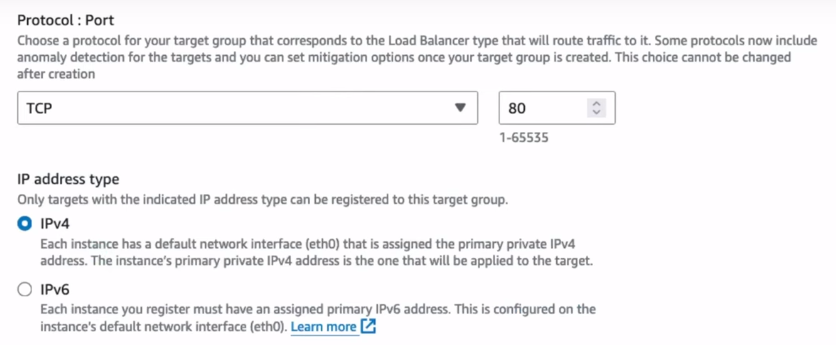 Protocol : Port
Choose a protocol for your target group that corresponds to the Load Balancer type that will route traffic to it. Some protocols now include
anomaly detection for the targets and you can set mitigation options once your target group is created. This choice cannot be changed
after creation
TCP 80
1-65535
IP address type
Only targets with the indicated IP address type can be registered to this target group.
IPv4
Each instance has a default network interface (eth0) that is assigned the primary private IPv4
address. The instance's primary private IPv4 address is the one that will be applied to the target.
IPv6
Each instance you register must have an assigned primary IPv6 address. This is configured on the
instance's default network interface (eth0). Learn more